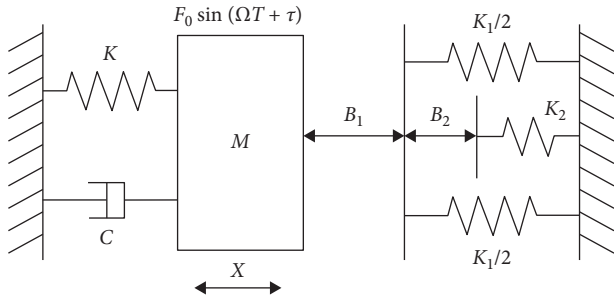 F₀ sin (ΩT + τ)
K₁/2
K
K₂
B₁
B₂
M
C
K₁/2
X